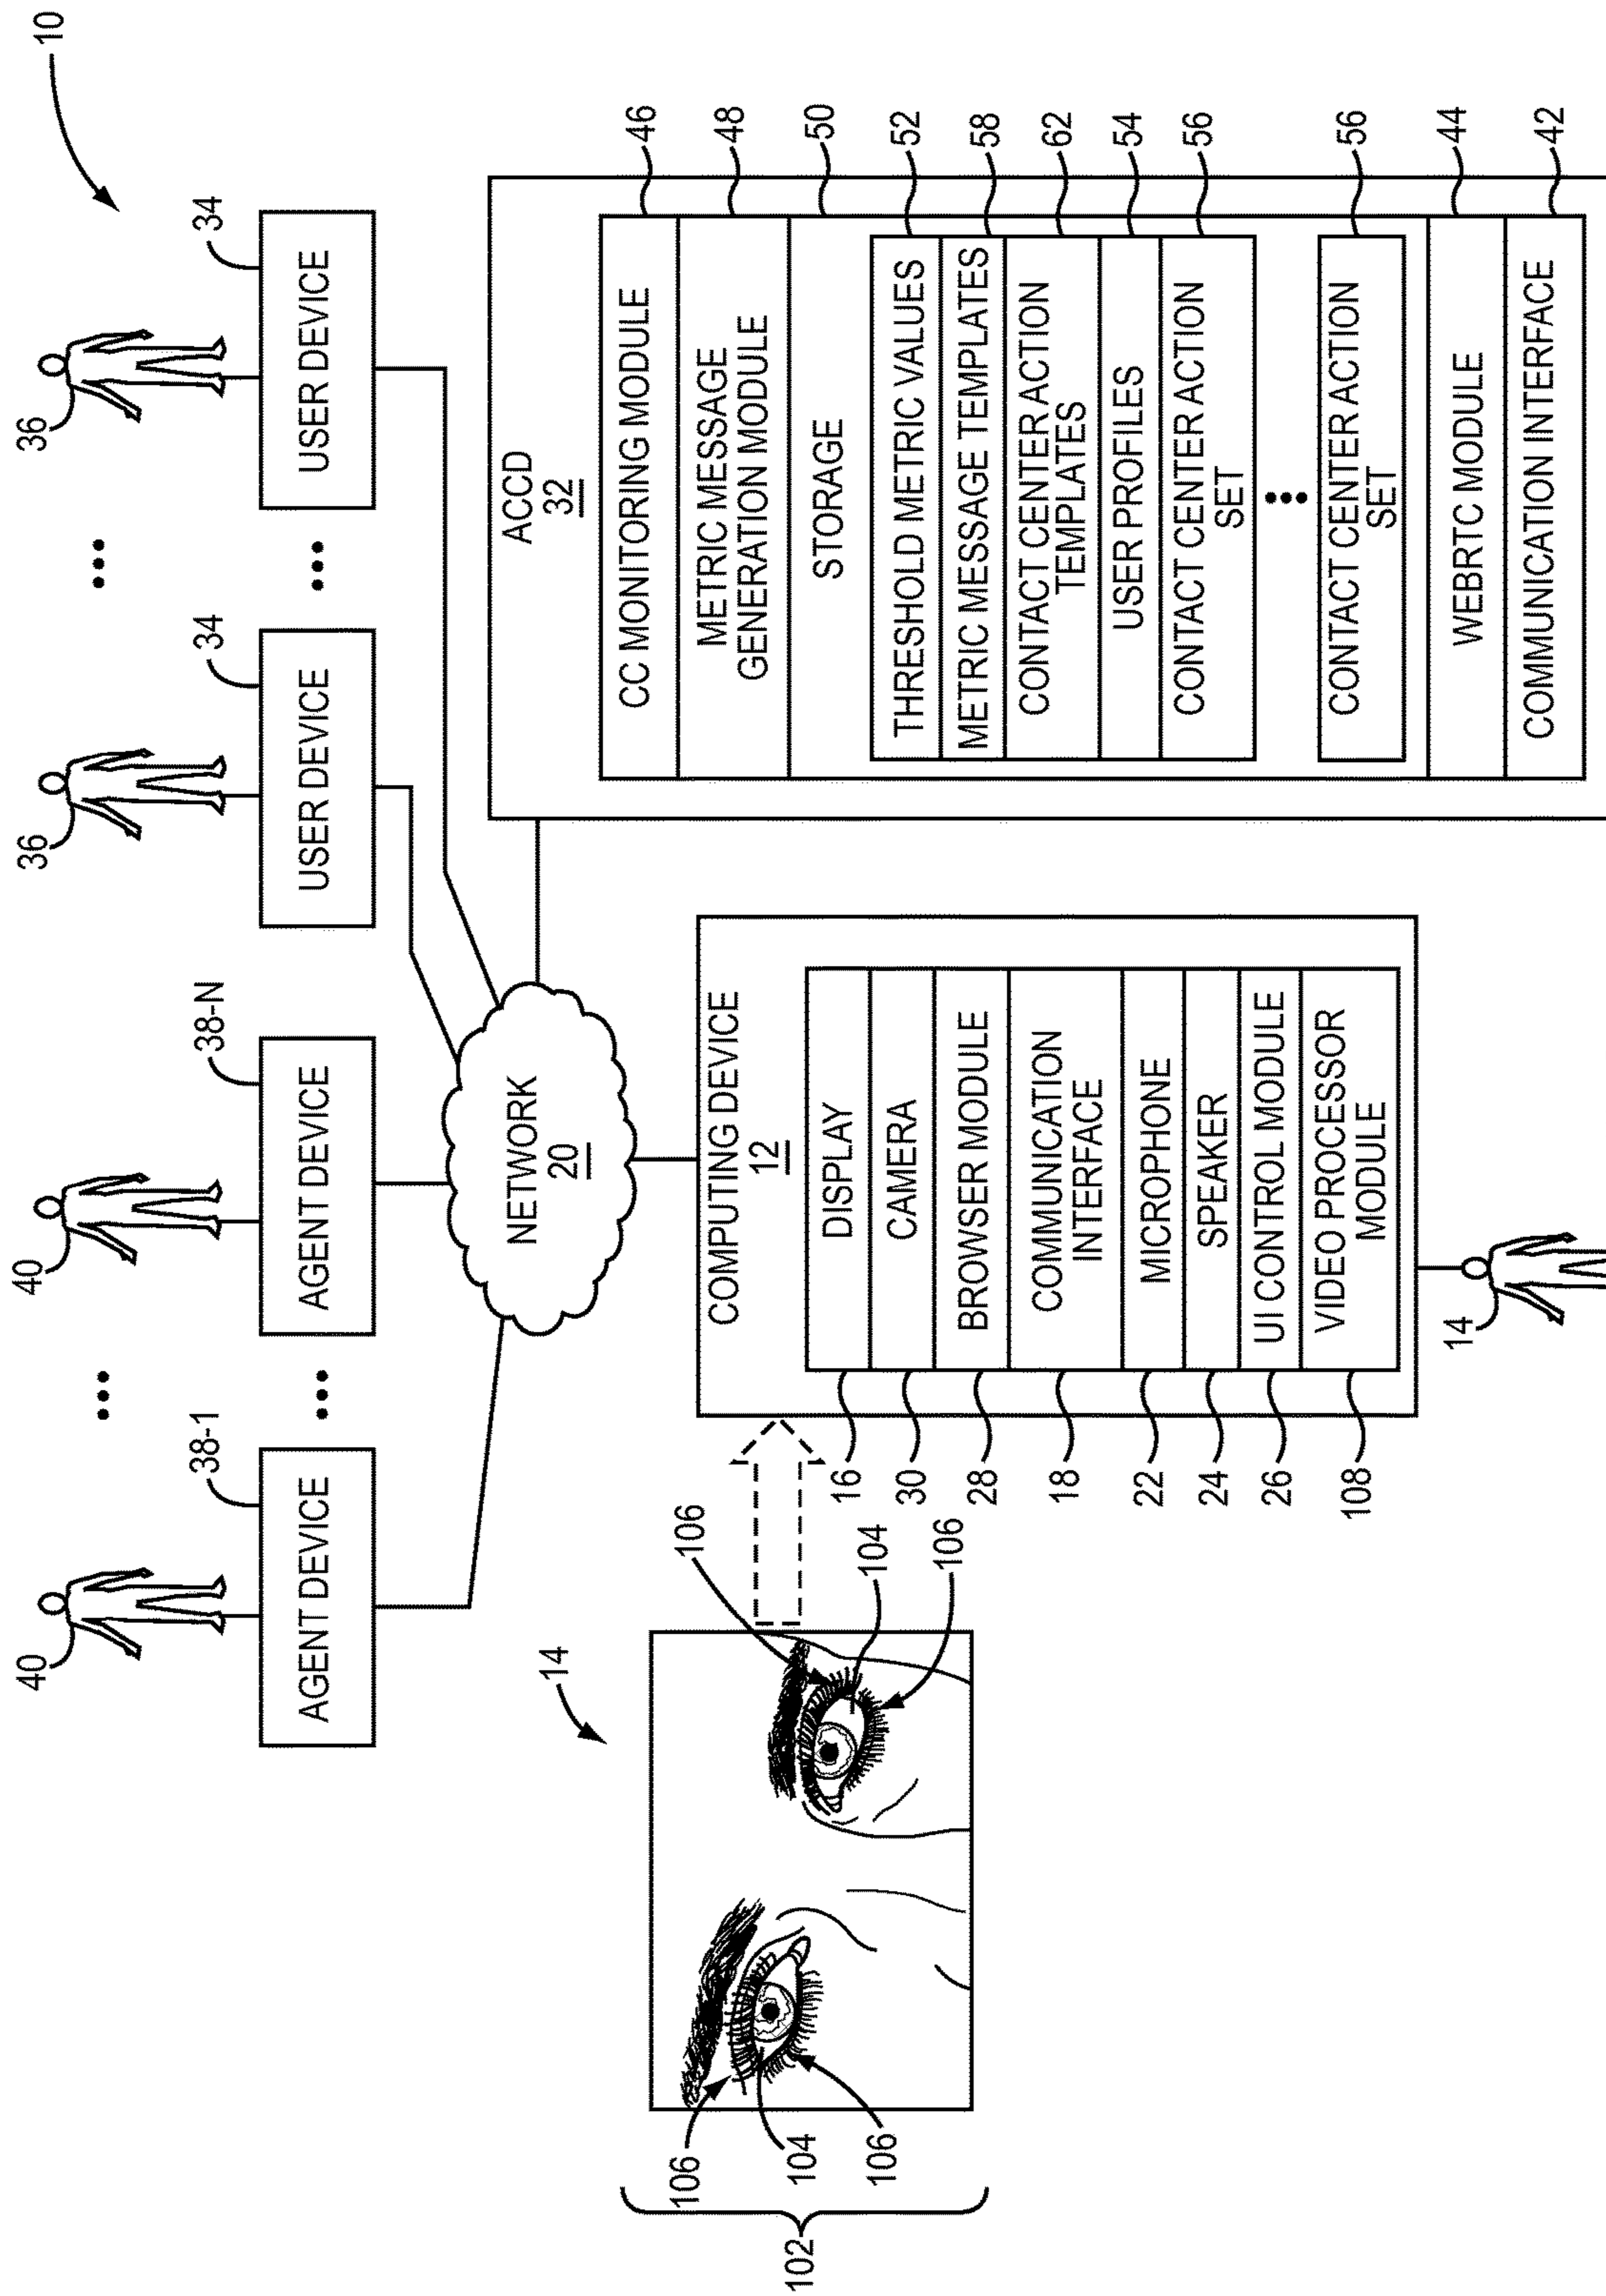 10
40
40
36
36
38-1
38-N
34
34
AGENT DEVICE
AGENT DEVICE
USER DEVICE
USER DEVICE
NETWORK
20
ACCD
32
CC MONITORING MODULE
46
METRIC MESSAGE
GENERATION MODULE
48
STORAGE
50
THRESHOLD METRIC VALUES
52
METRIC MESSAGE TEMPLATES
58
CONTACT CENTER ACTION
TEMPLATES
62
USER PROFILES
54
CONTACT CENTER ACTION
SET
56
CONTACT CENTER ACTION
SET
56
WEBRTC MODULE
44
COMMUNICATION INTERFACE
42
COMPUTING DEVICE
12
16
DISPLAY
30
CAMERA
28
BROWSER MODULE
18
COMMUNICATION
INTERFACE
22
MICROPHONE
24
SPEAKER
26
UI CONTROL MODULE
108
VIDEO PROCESSOR
MODULE
14
14
106
104
106
106
104
106
102